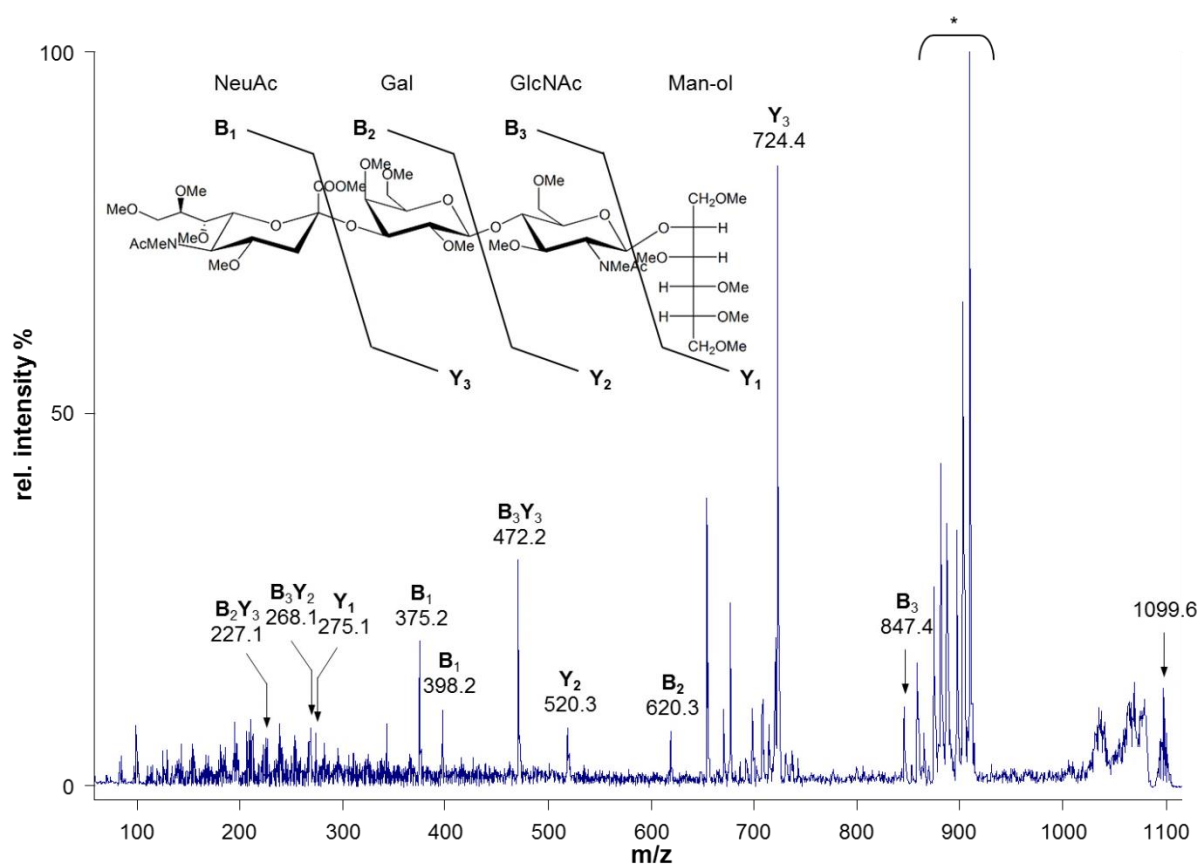 *
100
NeuAc Gal GlcNAc Man-ol
B1 B2 B3
Y3
724.4
OMe
OMe
OMe
OMe
COOMe
OMe
CH2OMe
MeO
O
O
O
O
O
O
O
H
AcMeN
MeO
OMe
MeO
MeO
H
MeO
NMeAc
H
OMe
H
OMe
CH2OMe
Y3 Y2 Y1
50
B3Y3
472.2
B3Y2
268.1
Y1
275.1
B2Y3
227.1
B1
375.2
B1
398.2
Y2
520.3
B2
620.3
B3
847.4
1099.6
0
100 200 300 400 500 600 700 800 900 1000 1100
m/z
rel. intensity %